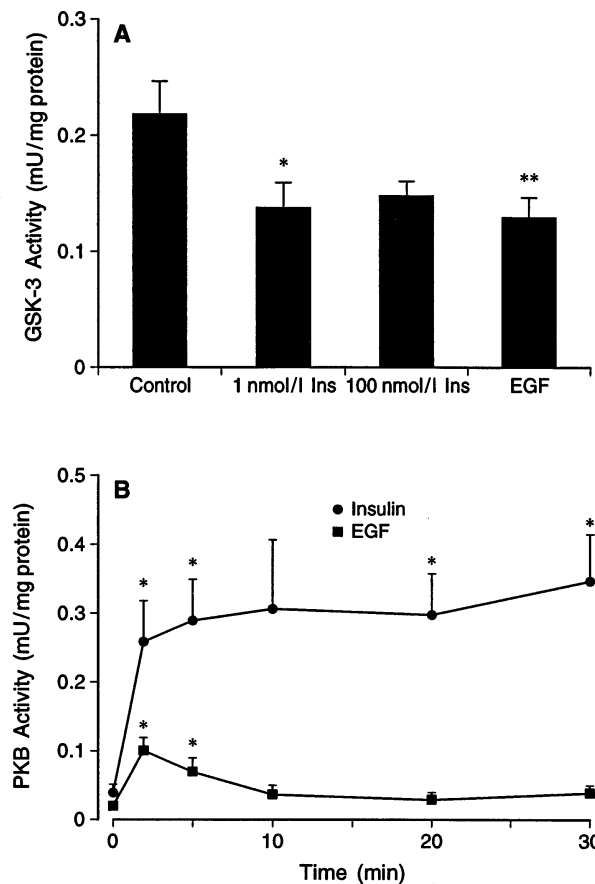 A
GSK-3 Activity (mU/mg protein)
0.3
0.2
0.1
0
*
**
Control 1 nmol/l Ins 100 nmol/l Ins EGF
B
PKB Activity (mU/mg protein)
0.5
0.4
0.3
0.2
0.1
0
Insulin
EGF
* * * *
* *
0 10 20 30
Time (min)